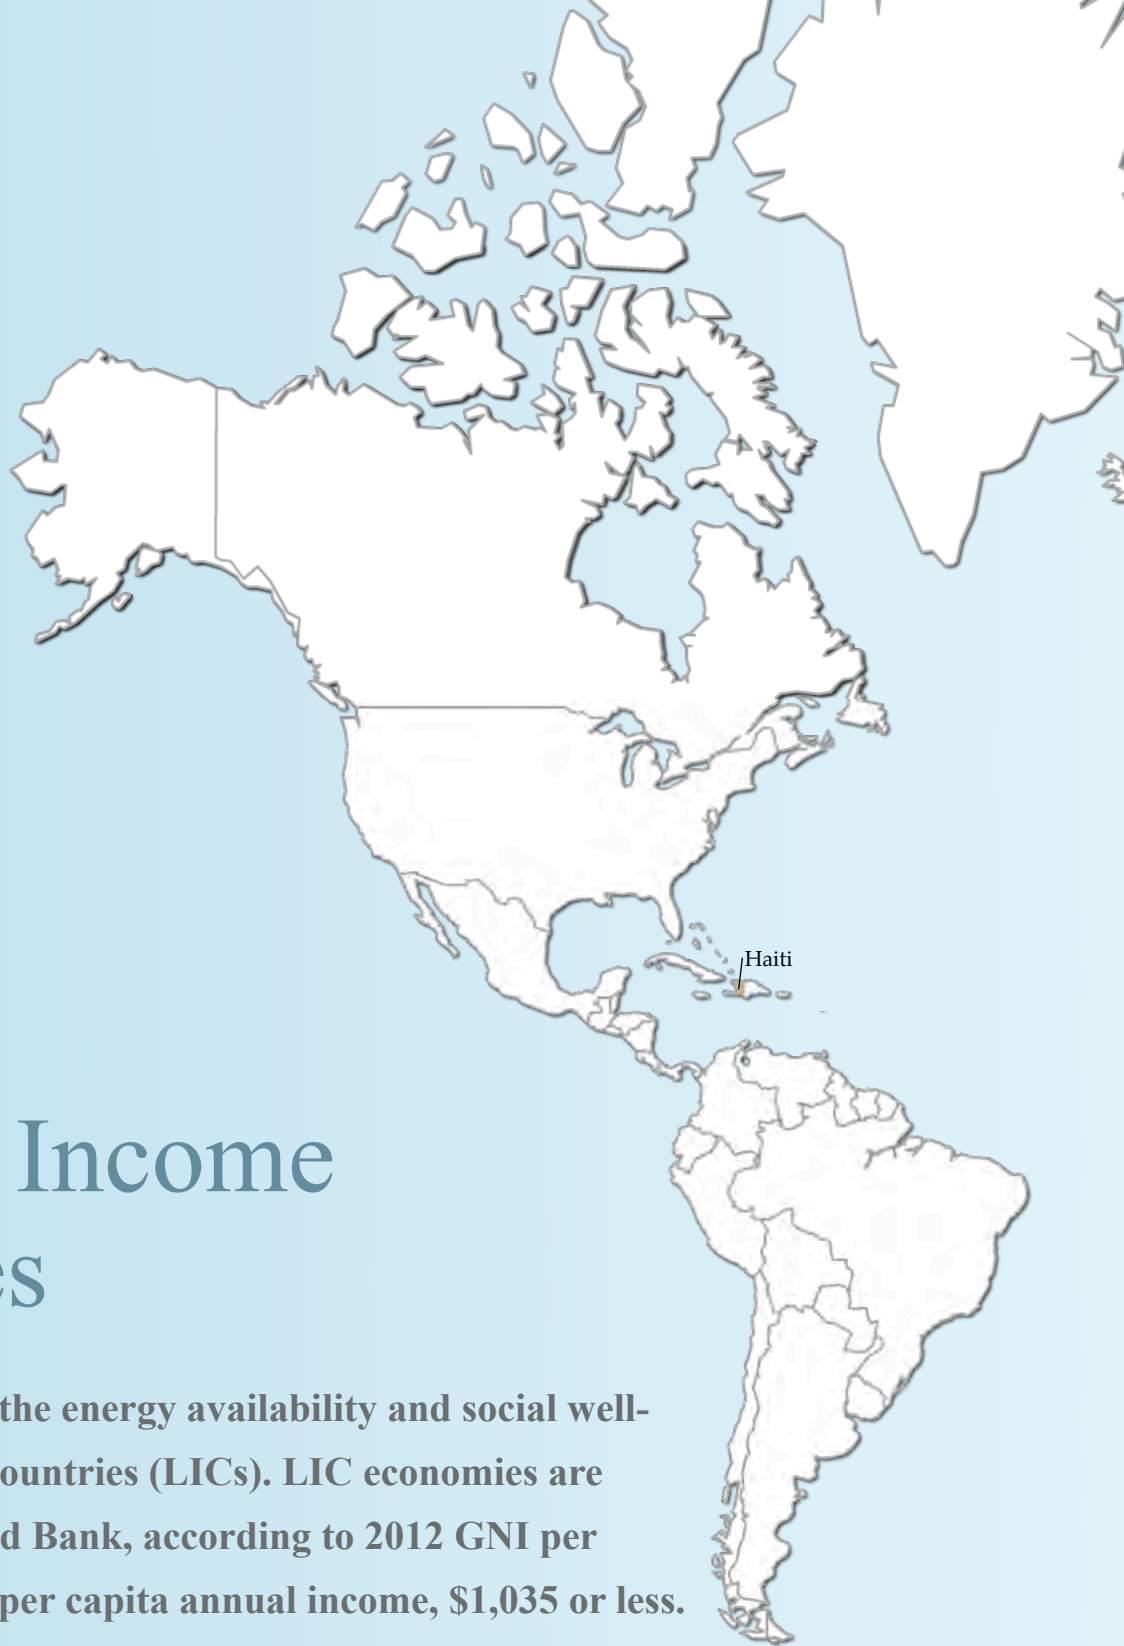 Haiti
Income
es
the energy availability and social well-
ountries (LICs). LIC economies are
d Bank, according to 2012 GNI per
per capita annual income, $1,035 or less.